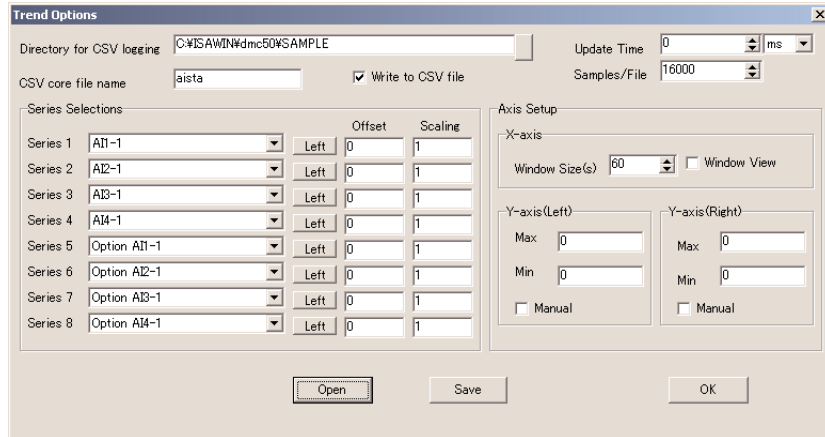 Trend Options
Directory for CSV logging C:¥ISAWIN¥dmc50¥SAMPLE Update Time 0 ms
CSV core file name aista Write to CSV file Samples/File 16000
Series Selections Axis Setup
Offset Scaling X-axis
Series 1 AI1-1 Left 0 1
Series 2 AI2-1 Left 0 1 Window Size(s) 60 Window View
Series 3 AI3-1 Left 0 1
Series 4 AI4-1 Left 0 1 Y-axis(Left) Y-axis(Right)
Series 5 Option AI1-1 Left 0 1 Max 0 Max 0
Series 6 Option AI2-1 Left 0 1 Min 0 Min 0
Series 7 Option AI3-1 Left 0 1 Manual Manual
Series 8 Option AI4-1 Left 0 1
Open Save OK